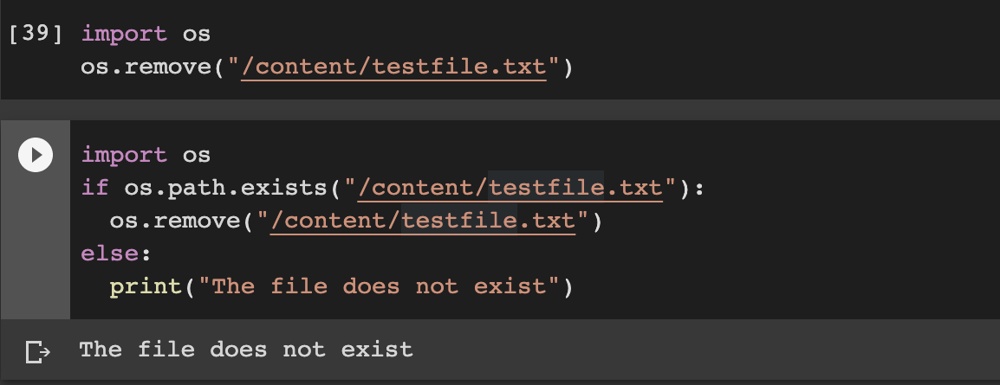 [39] import os
os.remove("/content/testfile.txt")
import os
if os.path.exists("/content/testfile.txt"):
  os.remove("/content/testfile.txt")
else:
  print("The file does not exist")
The file does not exist